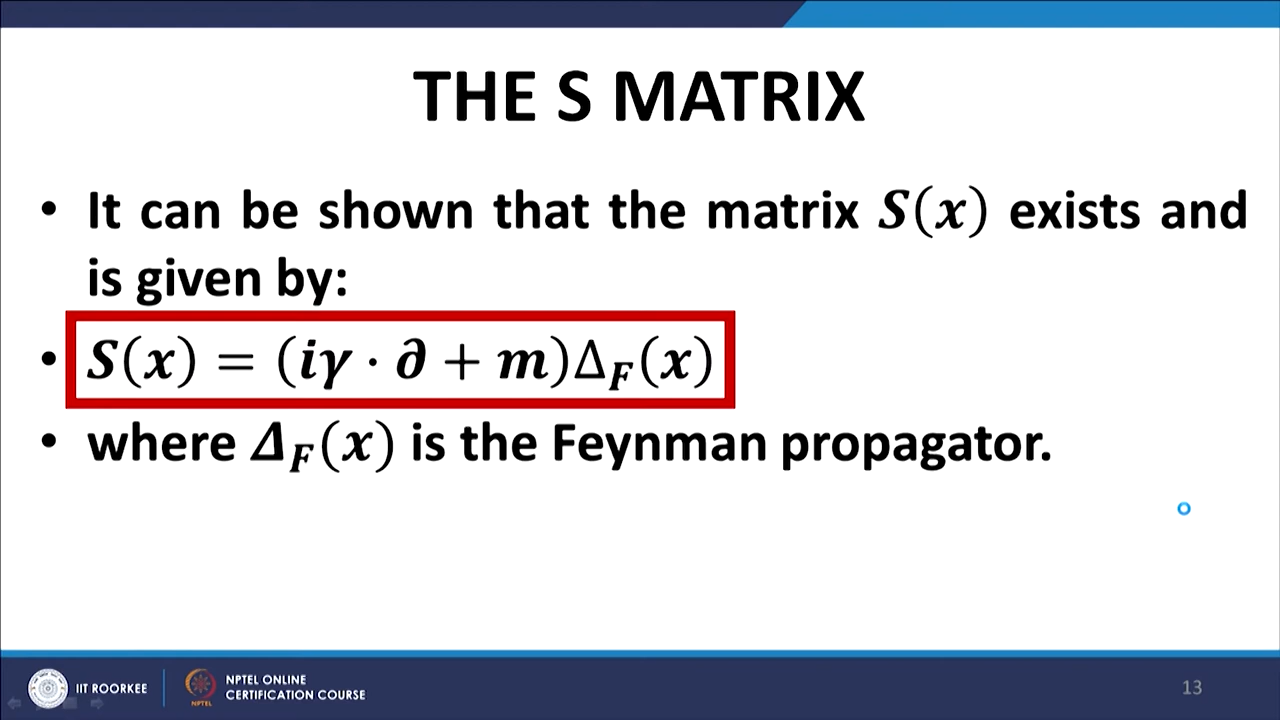 THE S MATRIX
• It can be shown that the matrix S(x) exists and
is given by:
• S(x) = (iγ · ∂ + m)Δ_F(x)
• where Δ_F(x) is the Feynman propagator.
IIT ROORKEE
NPTEL
NPTEL ONLINE
CERTIFICATION COURSE
13